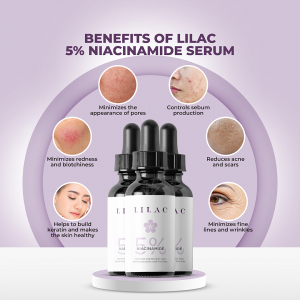 BENEFITS OF LILAC
5% NIACINAMIDE SERUM
Minimizes the
appearance of pores
Controls sebum
production
Minimizes redness
and blotchiness
Reduces acne
and scars
Helps to build
keratin and makes
the skin healthy
Minimizes fine
lines and wrinkles
LILAC
5%
NIACINAMIDE